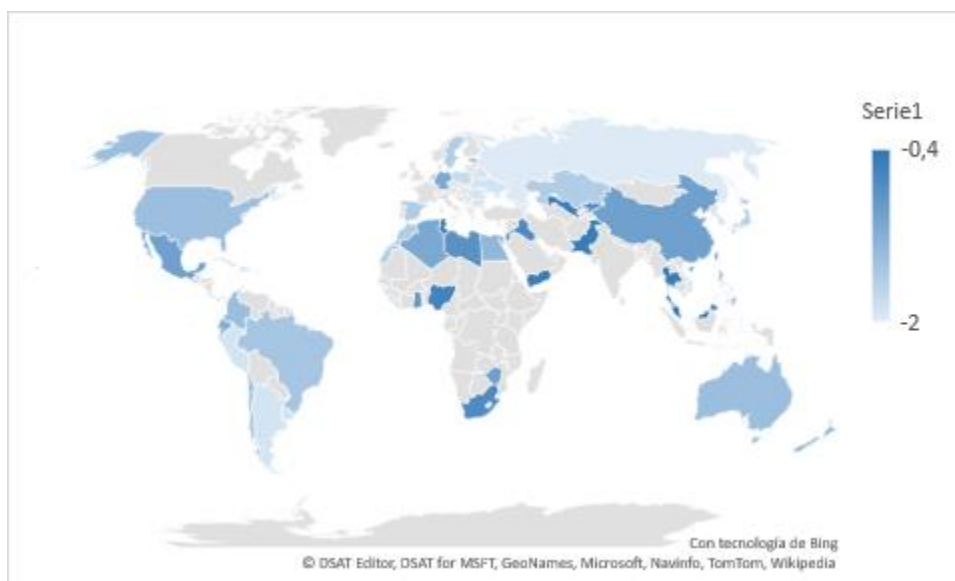 Serie1
-0,4
-2
Con tecnología de Bing
© DSAT Editor, DSAT for MSFT, GeoNames, Microsoft, Navinfo, TomTom, Wikipedia